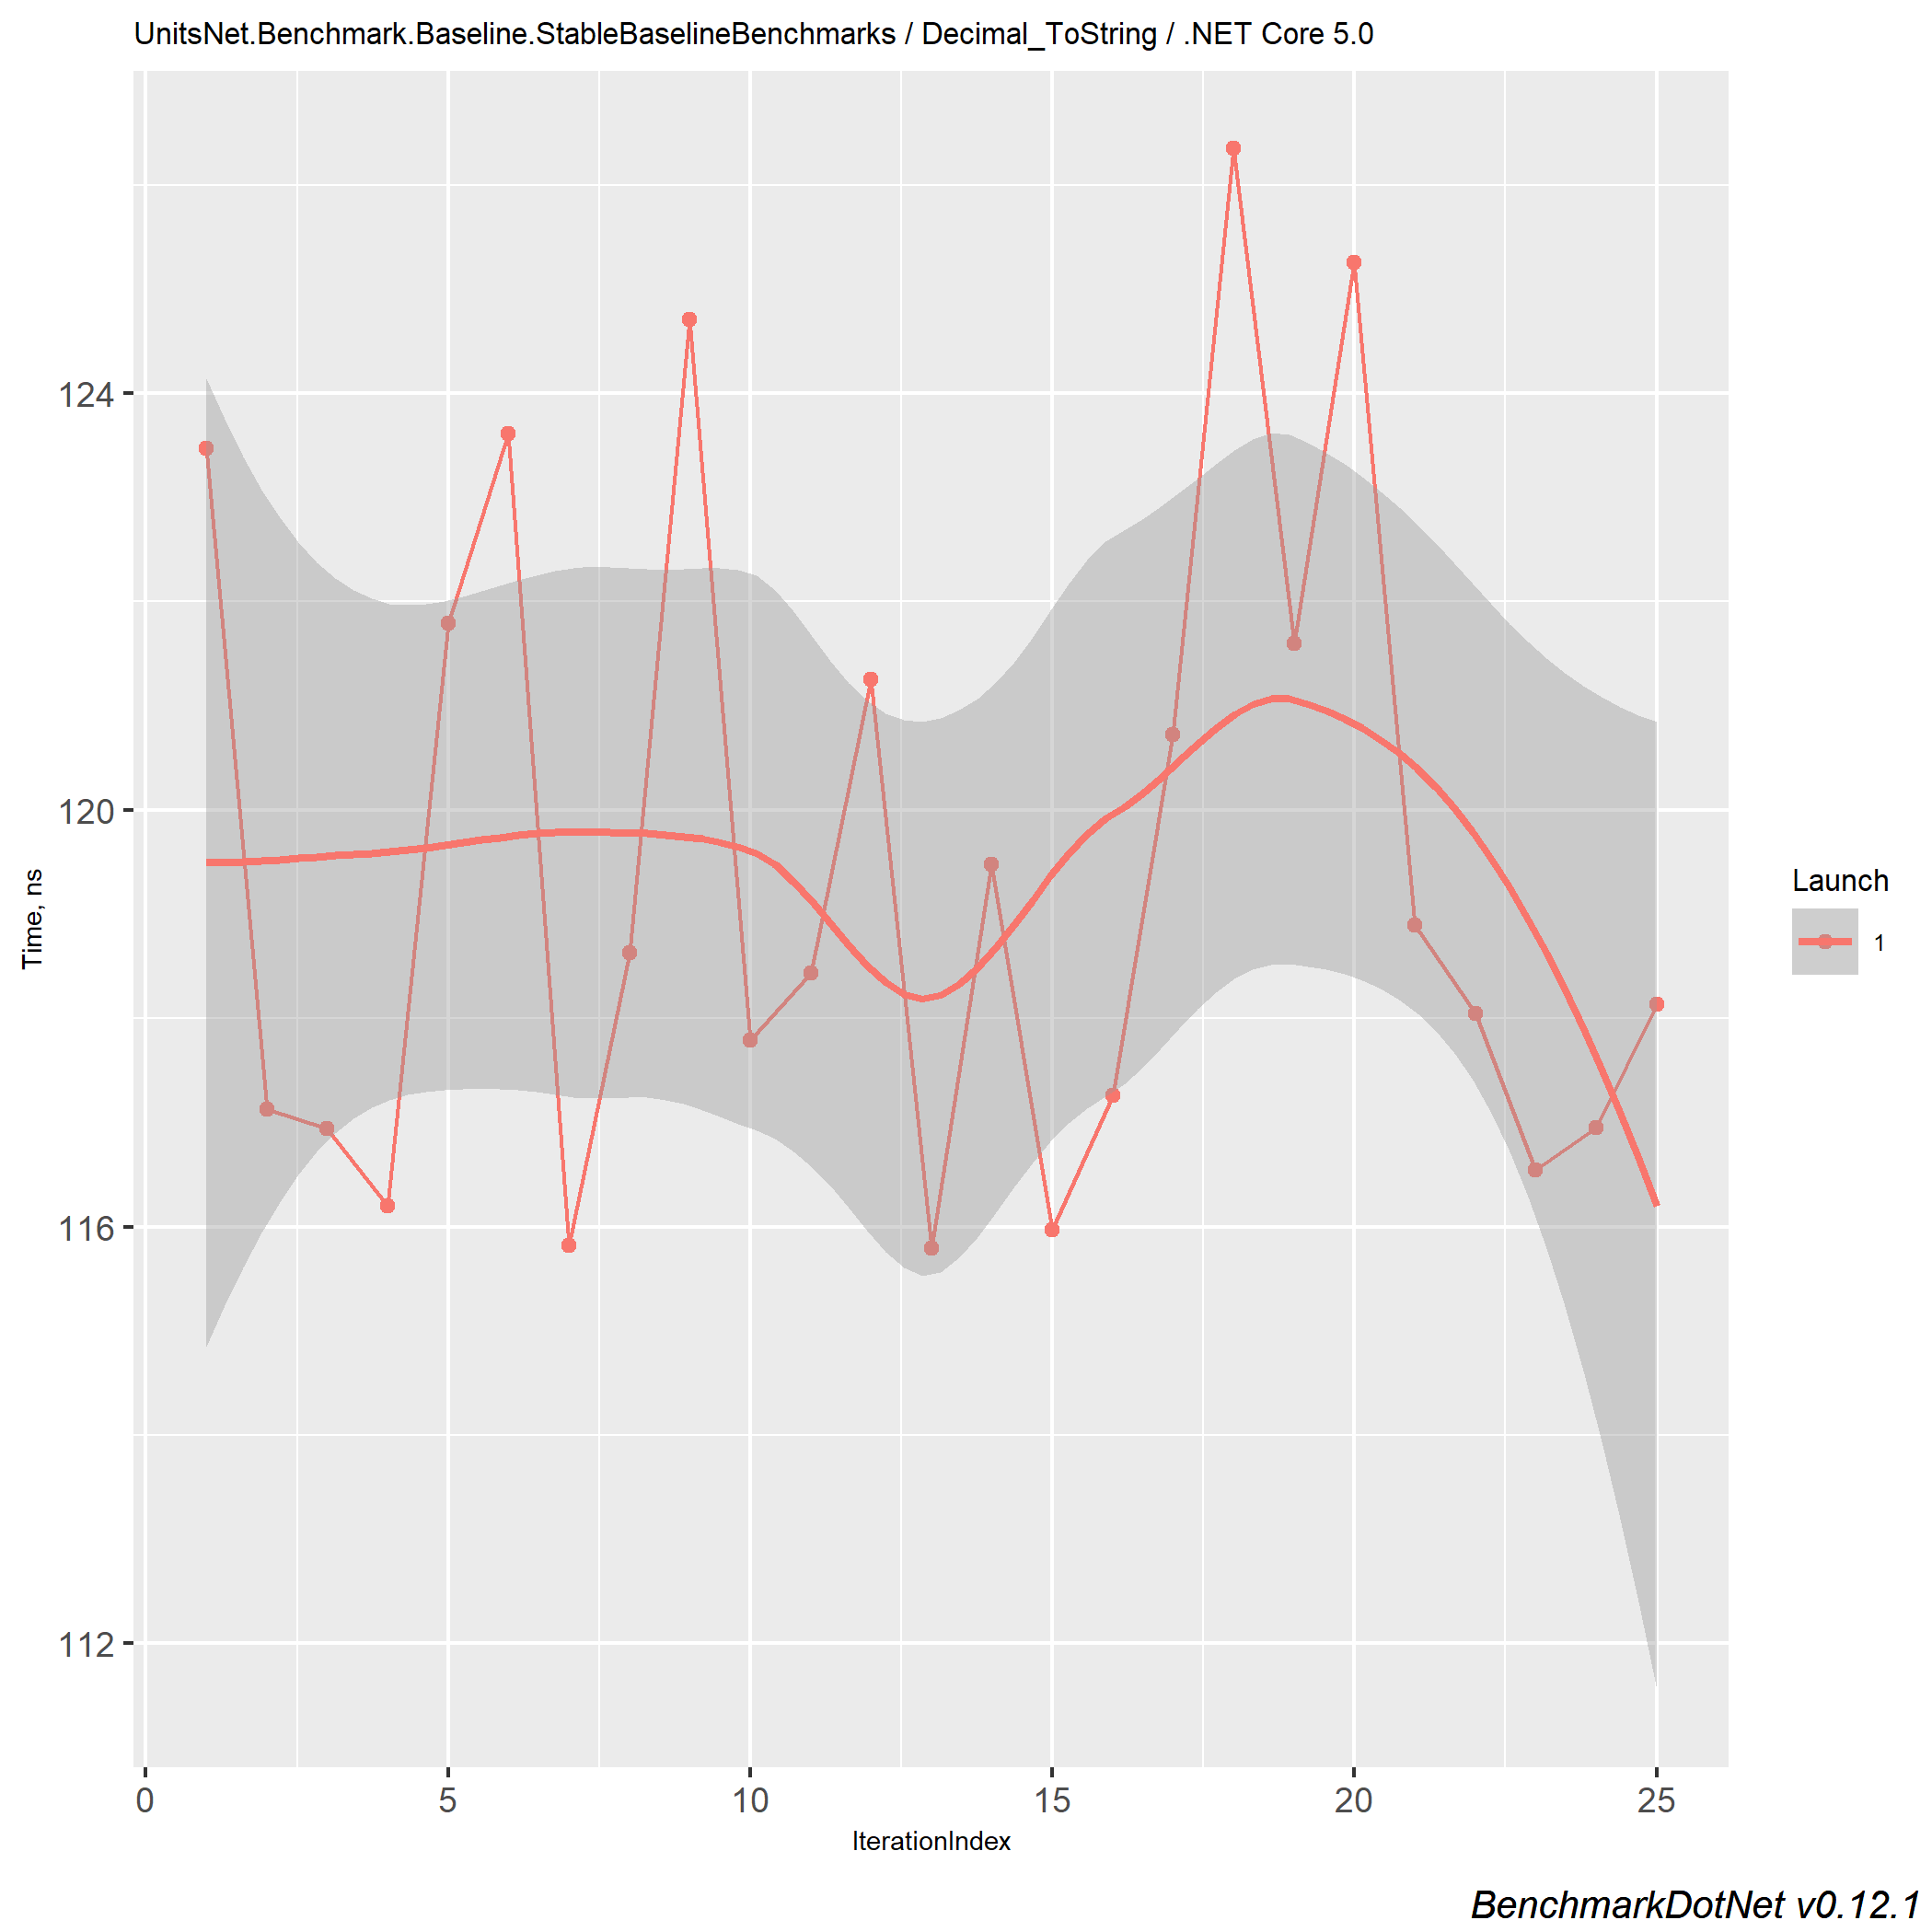 UnitsNet.Benchmark.Baseline.StableBaselineBenchmarks / Decimal_ToString / .NET Core 5.0
124
120
116
112
Time, ns
0 5 10 15 20 25
IterationIndex
Launch
1
BenchmarkDotNet v0.12.1